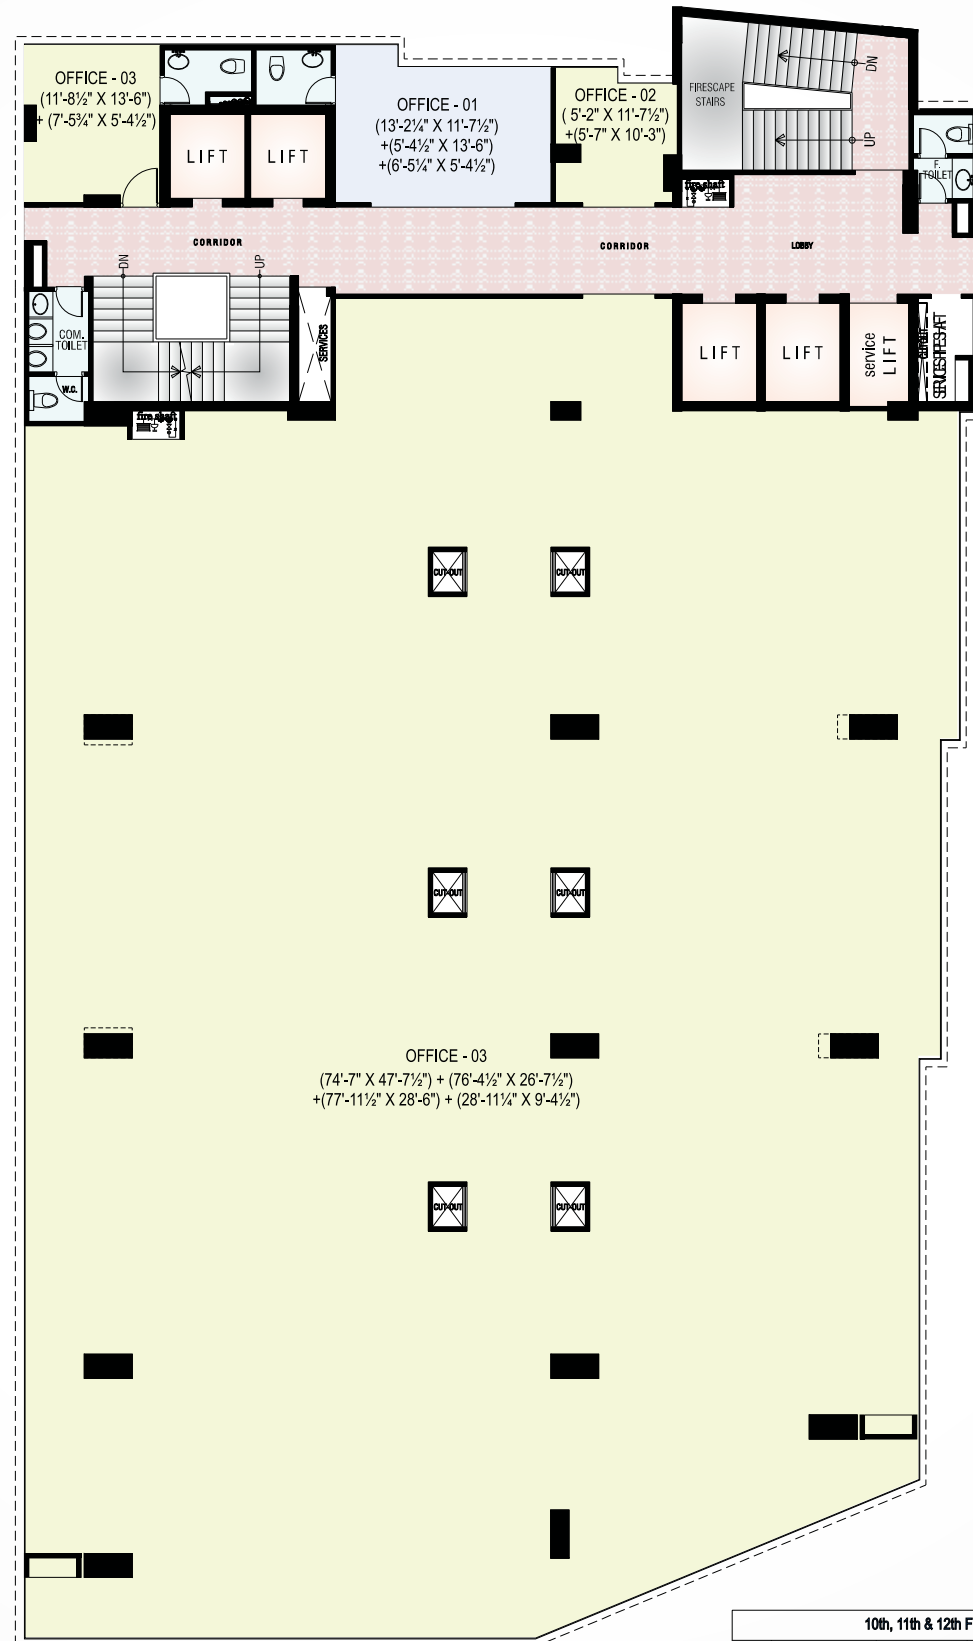 OFFICE - 03
(11'-8½" X 13'-6")
+ (7'-5¾" X 5'-4½")
LIFT
LIFT
OFFICE - 01
(13'-2¼" X 11'-7½")
+(5'-4½" X 13'-6")
+(6'-5¼" X 5'-4½")
OFFICE - 02
( 5'-2" X 11'-7½")
+(5'-7" X 10'-3")
FIRESCAPE
STAIRS
DN
UP
fire shaft
F.
TOILET
CORRIDOR
CORRIDOR
LOBBY
DN
UP
COM.
TOILET
W.C.
SERVICES
fire shaft
LIFT
LIFT
service
LIFT
CUT-OUT
CUT-OUT
CUT-OUT
CUT-OUT
OFFICE - 03
(74'-7" X 47'-7½") + (76'-4½" X 26'-7½")
+(77'-11½" X 28'-6") + (28'-11¼" X 9'-4½")
CUT-OUT
CUT-OUT
10th, 11th & 12th F